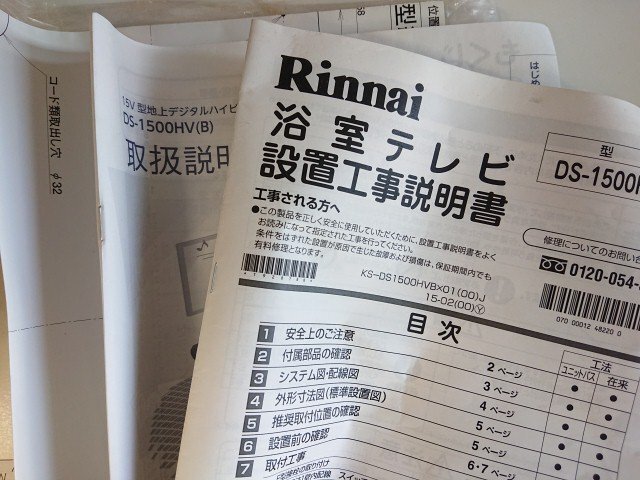 位置
型
コード類取出し穴 φ32
15V型地上デジタルハイビ
DS-1500HV(B)
取扱説明
はじめ
Rinnai
浴室テレビ
設置工事説明書
型
DS-1500H
工事される方へ
●この製品を正しく安全に使用していただくために、設置工事説明書をよく
お読みになって指定された工事を行ってください。
条件をはずれた設置が原因で生じた故障および損傷は、保証期間内でも
有料修理となります。
KS-DS1500HVB×01(00)J
15-02(00)Ⓨ
修理についてのお問い
0120-054-
070 00012 48220 0
目次
工法
ユニットバス 在来
1 安全上のご注意 2ページ ● ●
2 付属部品の確認 3ページ ● ●
3 システム図・配線図 4ページ ● ●
4 外形寸法図(標準設置図) 5ページ ● ●
5 推奨取付位置の確認 5ページ ● ●
6 設置前の確認 6・7ページ ●
7 取付工事